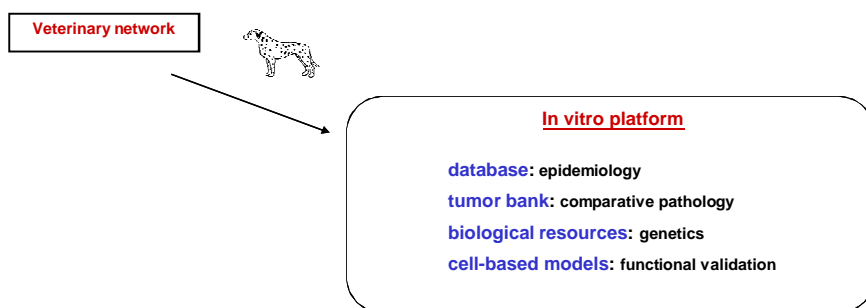 Veterinary network
In vitro platform
database: epidemiology
tumor bank: comparative pathology
biological resources: genetics
cell-based models: functional validation